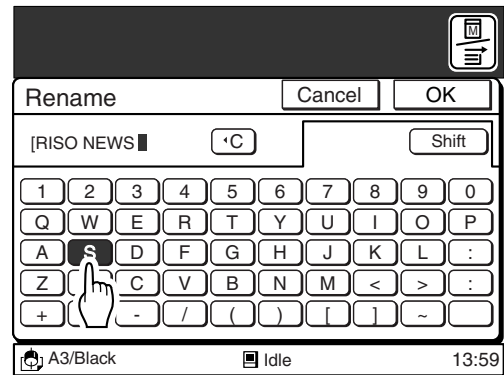 M
Rename Cancel OK
[RISO NEWS C Shift
1 2 3 4 5 6 7 8 9 0
Q W E R T Y U I O P
A S D F G H J K L :
Z C V B N M < > :
+ - / ( ) [ ] ~
A3/Black Idle 13:59